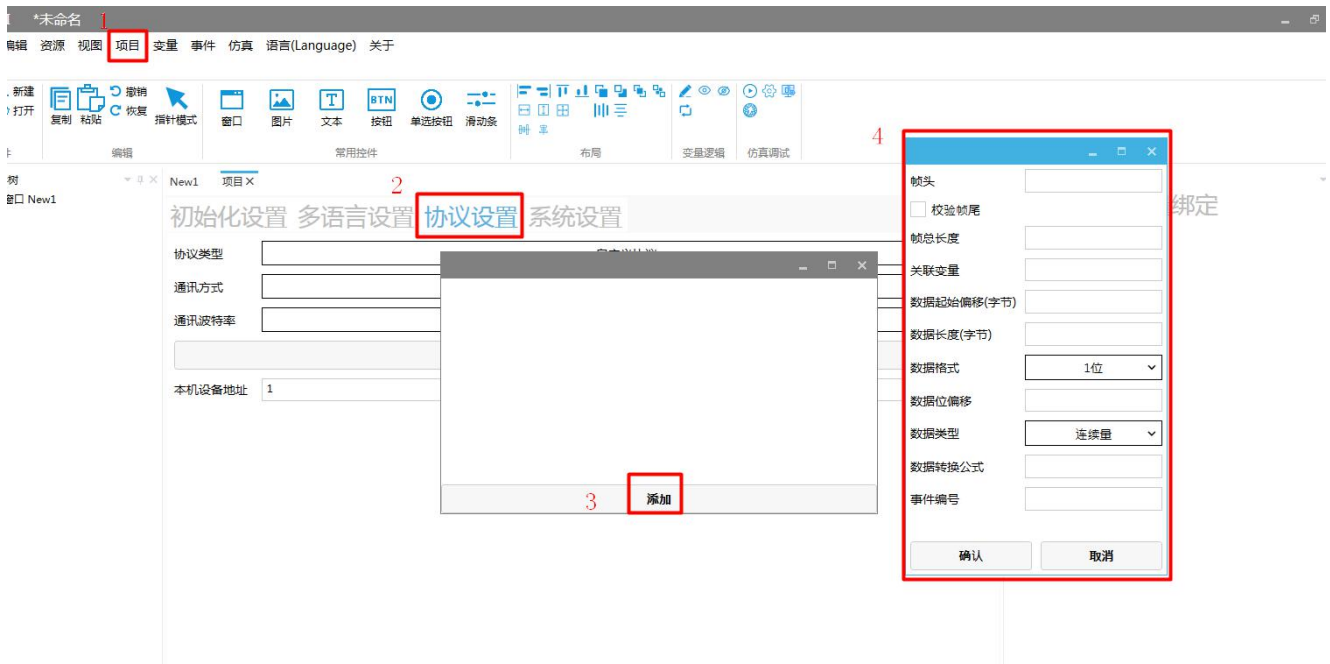 *未命名
1
编辑 资源 视图 项目 变量 事件 仿真 语言(Language) 关于
新建
打开
复制
粘贴
撤销
恢复
指针模式
窗口
图片
文本
BTN
按钮
单选按钮
滑动条
编辑
常用控件
布局
变量逻辑
仿真调试
树
窗口 New1
New1 项目
2
初始化设置 多语言设置 协议设置 系统设置
绑定
协议类型
通讯方式
通讯波特率
本机设备地址 1
3
添加
4
帧头
校验帧尾
帧总长度
关联变量
数据起始偏移(字节)
数据长度(字节)
数据格式 1位
数据位偏移
数据类型 连续量
数据转换公式
事件编号
确认 取消